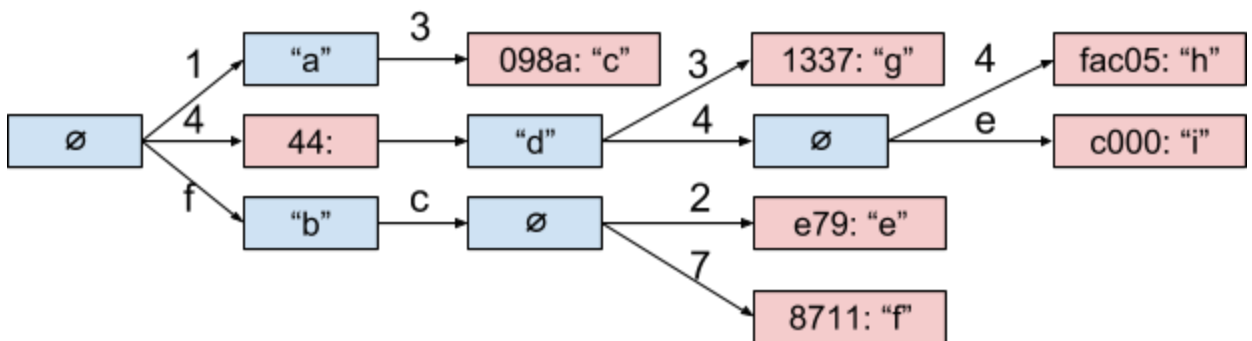 1 “a” 3 098a: “c” 3 1337: “g” 4 fac05: “h”
∅ 4 44: “d” 4 ∅ e c000: “i”
f “b” c ∅ 2 e79: “e”
7 8711: “f”